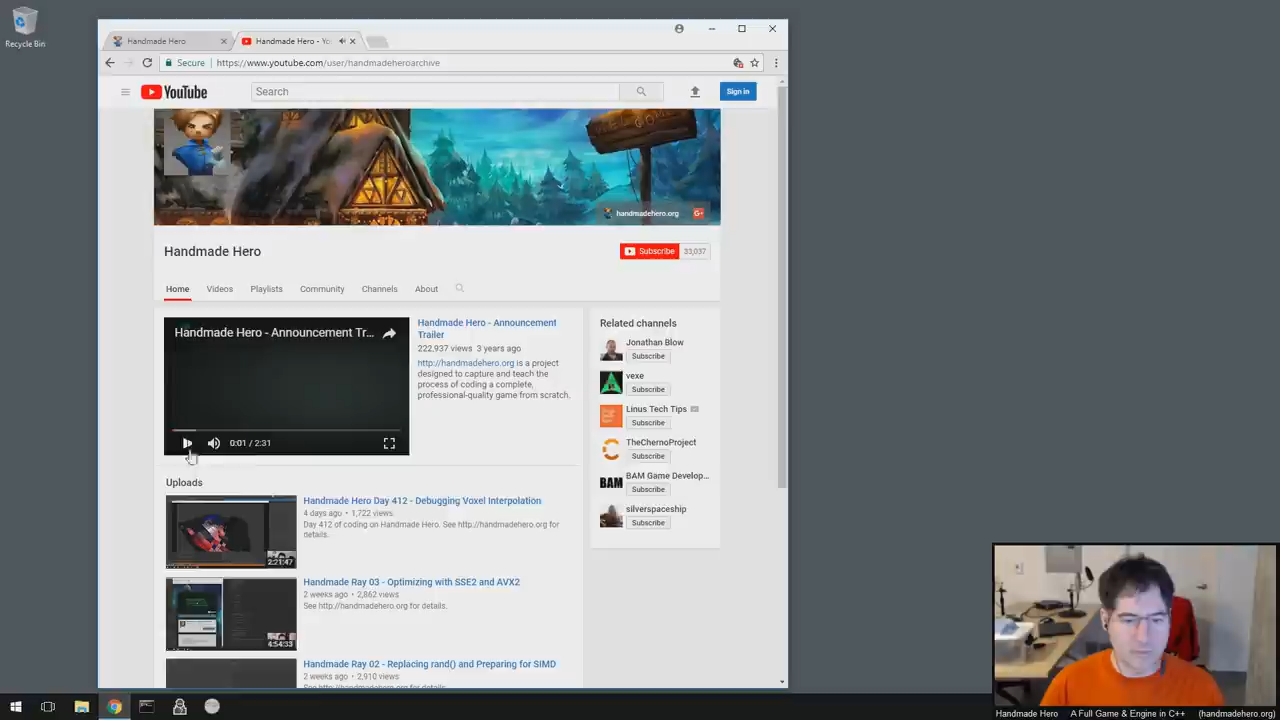 Recycle Bin
Handmade Hero
Handmade Hero - Yo
Secure
https://www.youtube.com/user/handmadeheroarchive
YouTube
Search
Sign in
WELCOME
handmadehero.org
G+
Handmade Hero
Subscribe 33,037
Home Videos Playlists Community Channels About
Handmade Hero - Announcement Tr...
0:01 / 2:31
Handmade Hero - Announcement
Trailer
222,937 views 3 years ago
http://handmadehero.org is a project
designed to capture and teach the
process of coding a complete,
professional-quality game from scratch.
Related channels
Jonathan Blow
Subscribe
vexe
Subscribe
Linus Tech Tips
Subscribe
TheChernoProject
Subscribe
BAM
BAM Game Develop...
Subscribe
silverspaceship
Subscribe
Uploads
2:21:47
Handmade Hero Day 412 - Debugging Voxel Interpolation
4 days ago • 1,722 views
Day 412 of coding on Handmade Hero. See http://handmadehero.org for
details.
4:54:33
Handmade Ray 03 - Optimizing with SSE2 and AVX2
2 weeks ago • 2,862 views
See http://handmadehero.org for details.
Handmade Ray 02 - Replacing rand() and Preparing for SIMD
2 weeks ago • 2,910 views
See http://handmadehero.org for details.
Handmade Hero A Full Game & Engine in C++ (handmadehero.org)